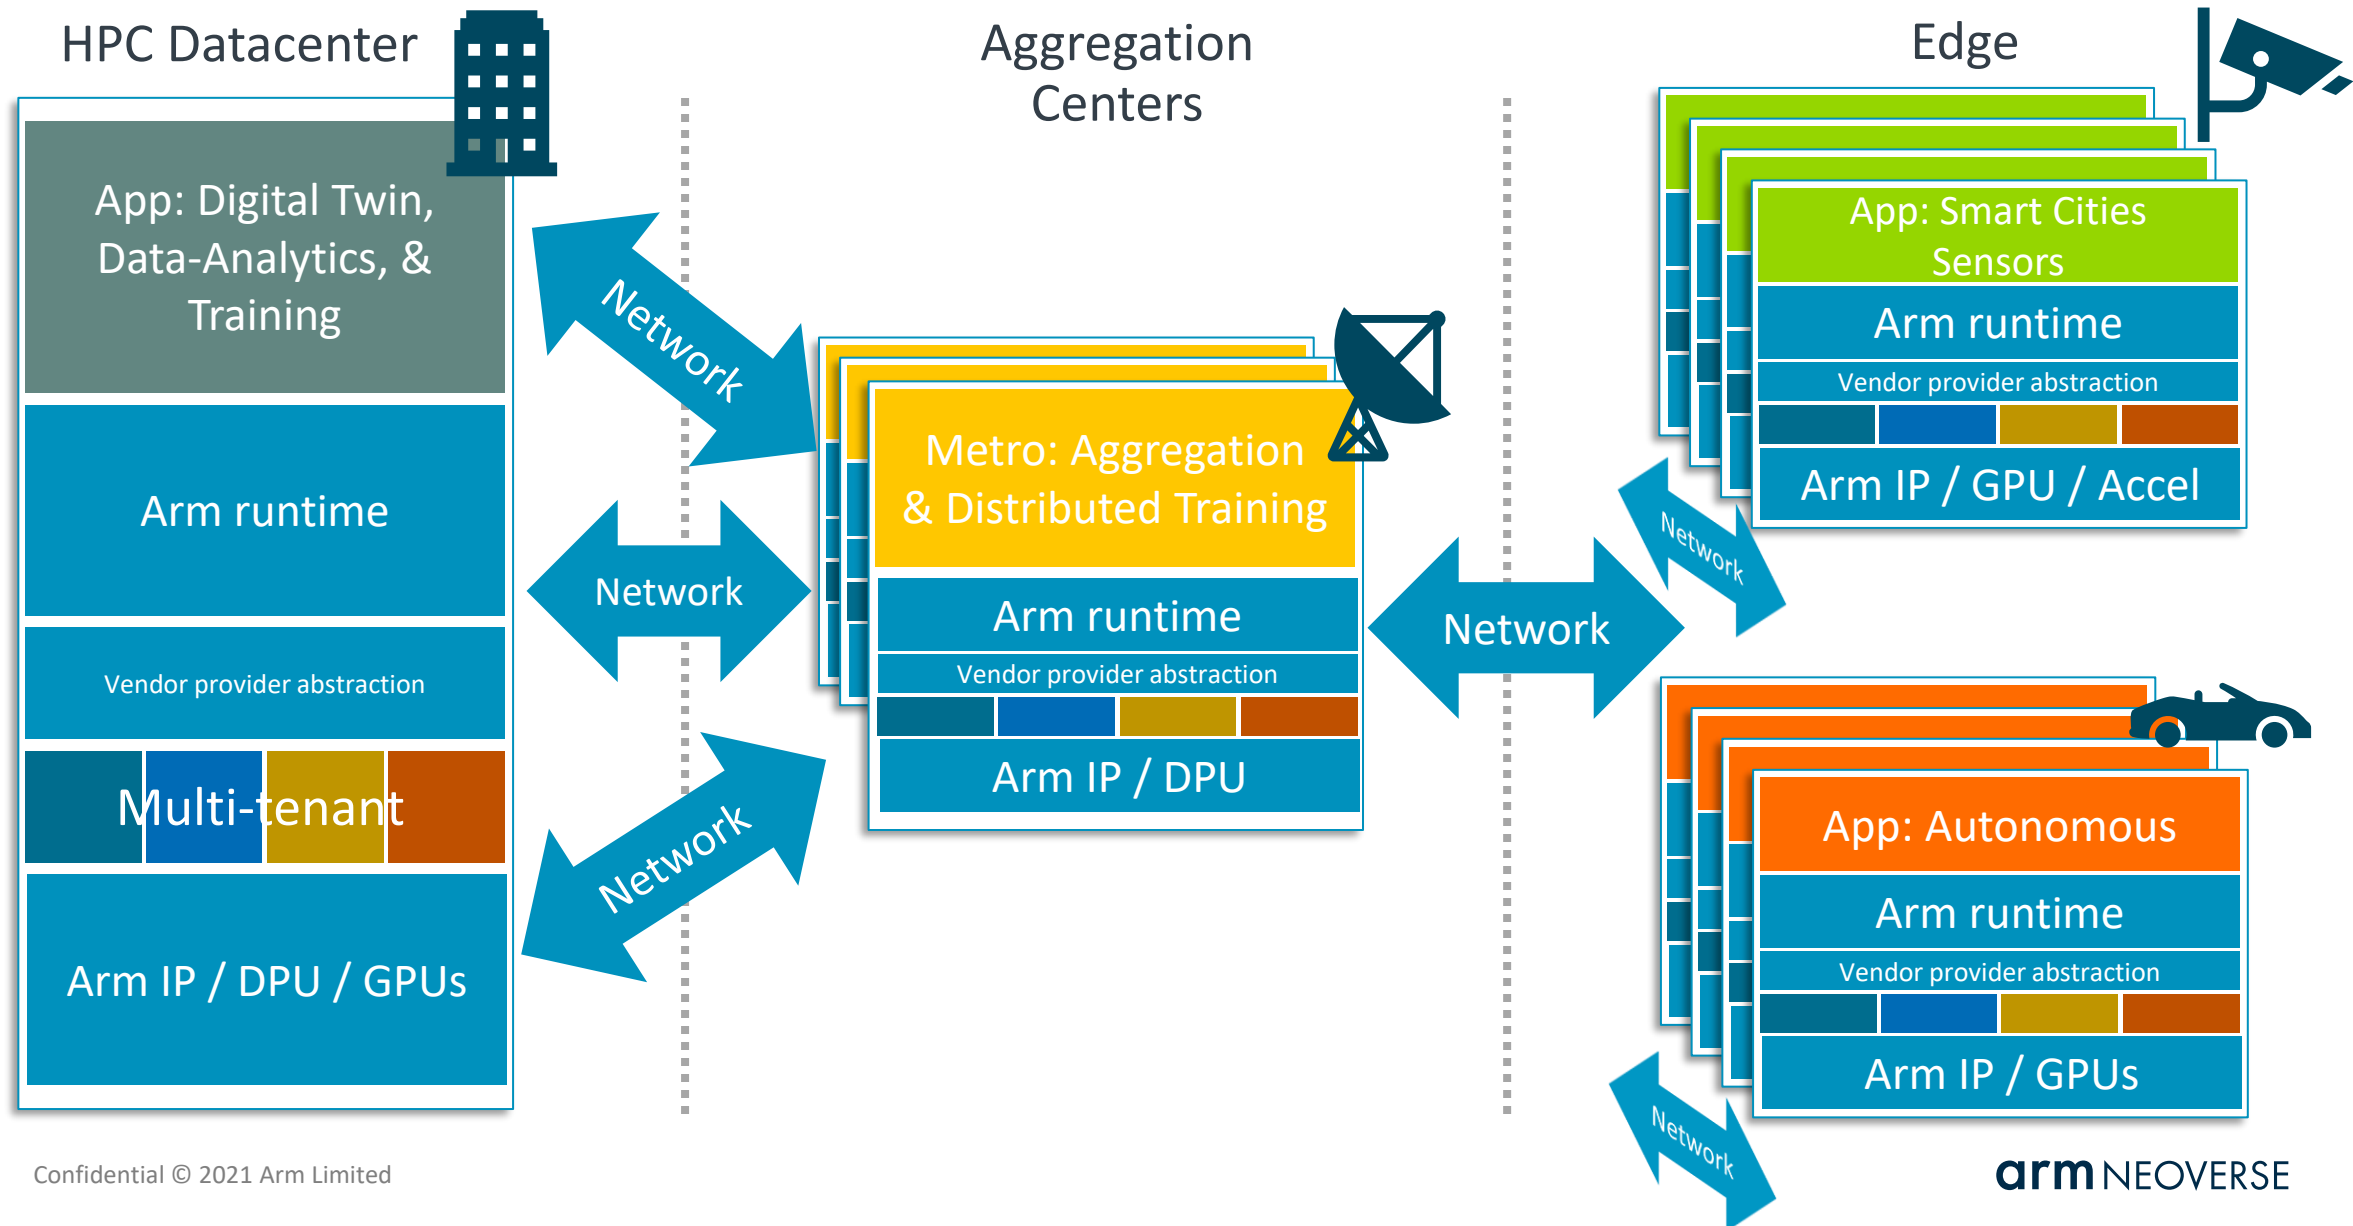 HPC Datacenter
App: Digital Twin,
Data-Analytics, &
Training
Arm runtime
Vendor provider abstraction
Multi-tenant
Arm IP / DPU / GPUs
Network
Network
Network
Aggregation
Centers
Metro: Aggregation
& Distributed Training
Arm runtime
Vendor provider abstraction
Arm IP / DPU
Network
Edge
App: Smart Cities
Sensors
Arm runtime
Vendor provider abstraction
Arm IP / GPU / Accel
Network
App: Autonomous
Arm runtime
Vendor provider abstraction
Arm IP / GPUs
Network
Confidential © 2021 Arm Limited
arm NEOVERSE